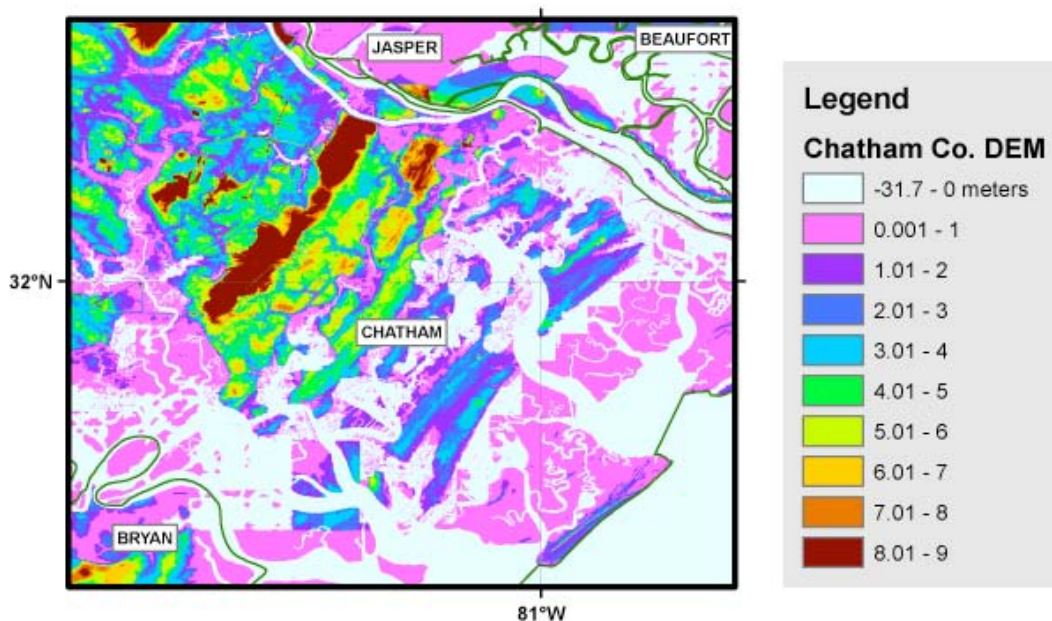 JASPER
BEAUFORT
32°N
CHATHAM
BRYAN
81°W
Legend
Chatham Co. DEM
-31.7 - 0 meters
0.001 - 1
1.01 - 2
2.01 - 3
3.01 - 4
4.01 - 5
5.01 - 6
6.01 - 7
7.01 - 8
8.01 - 9